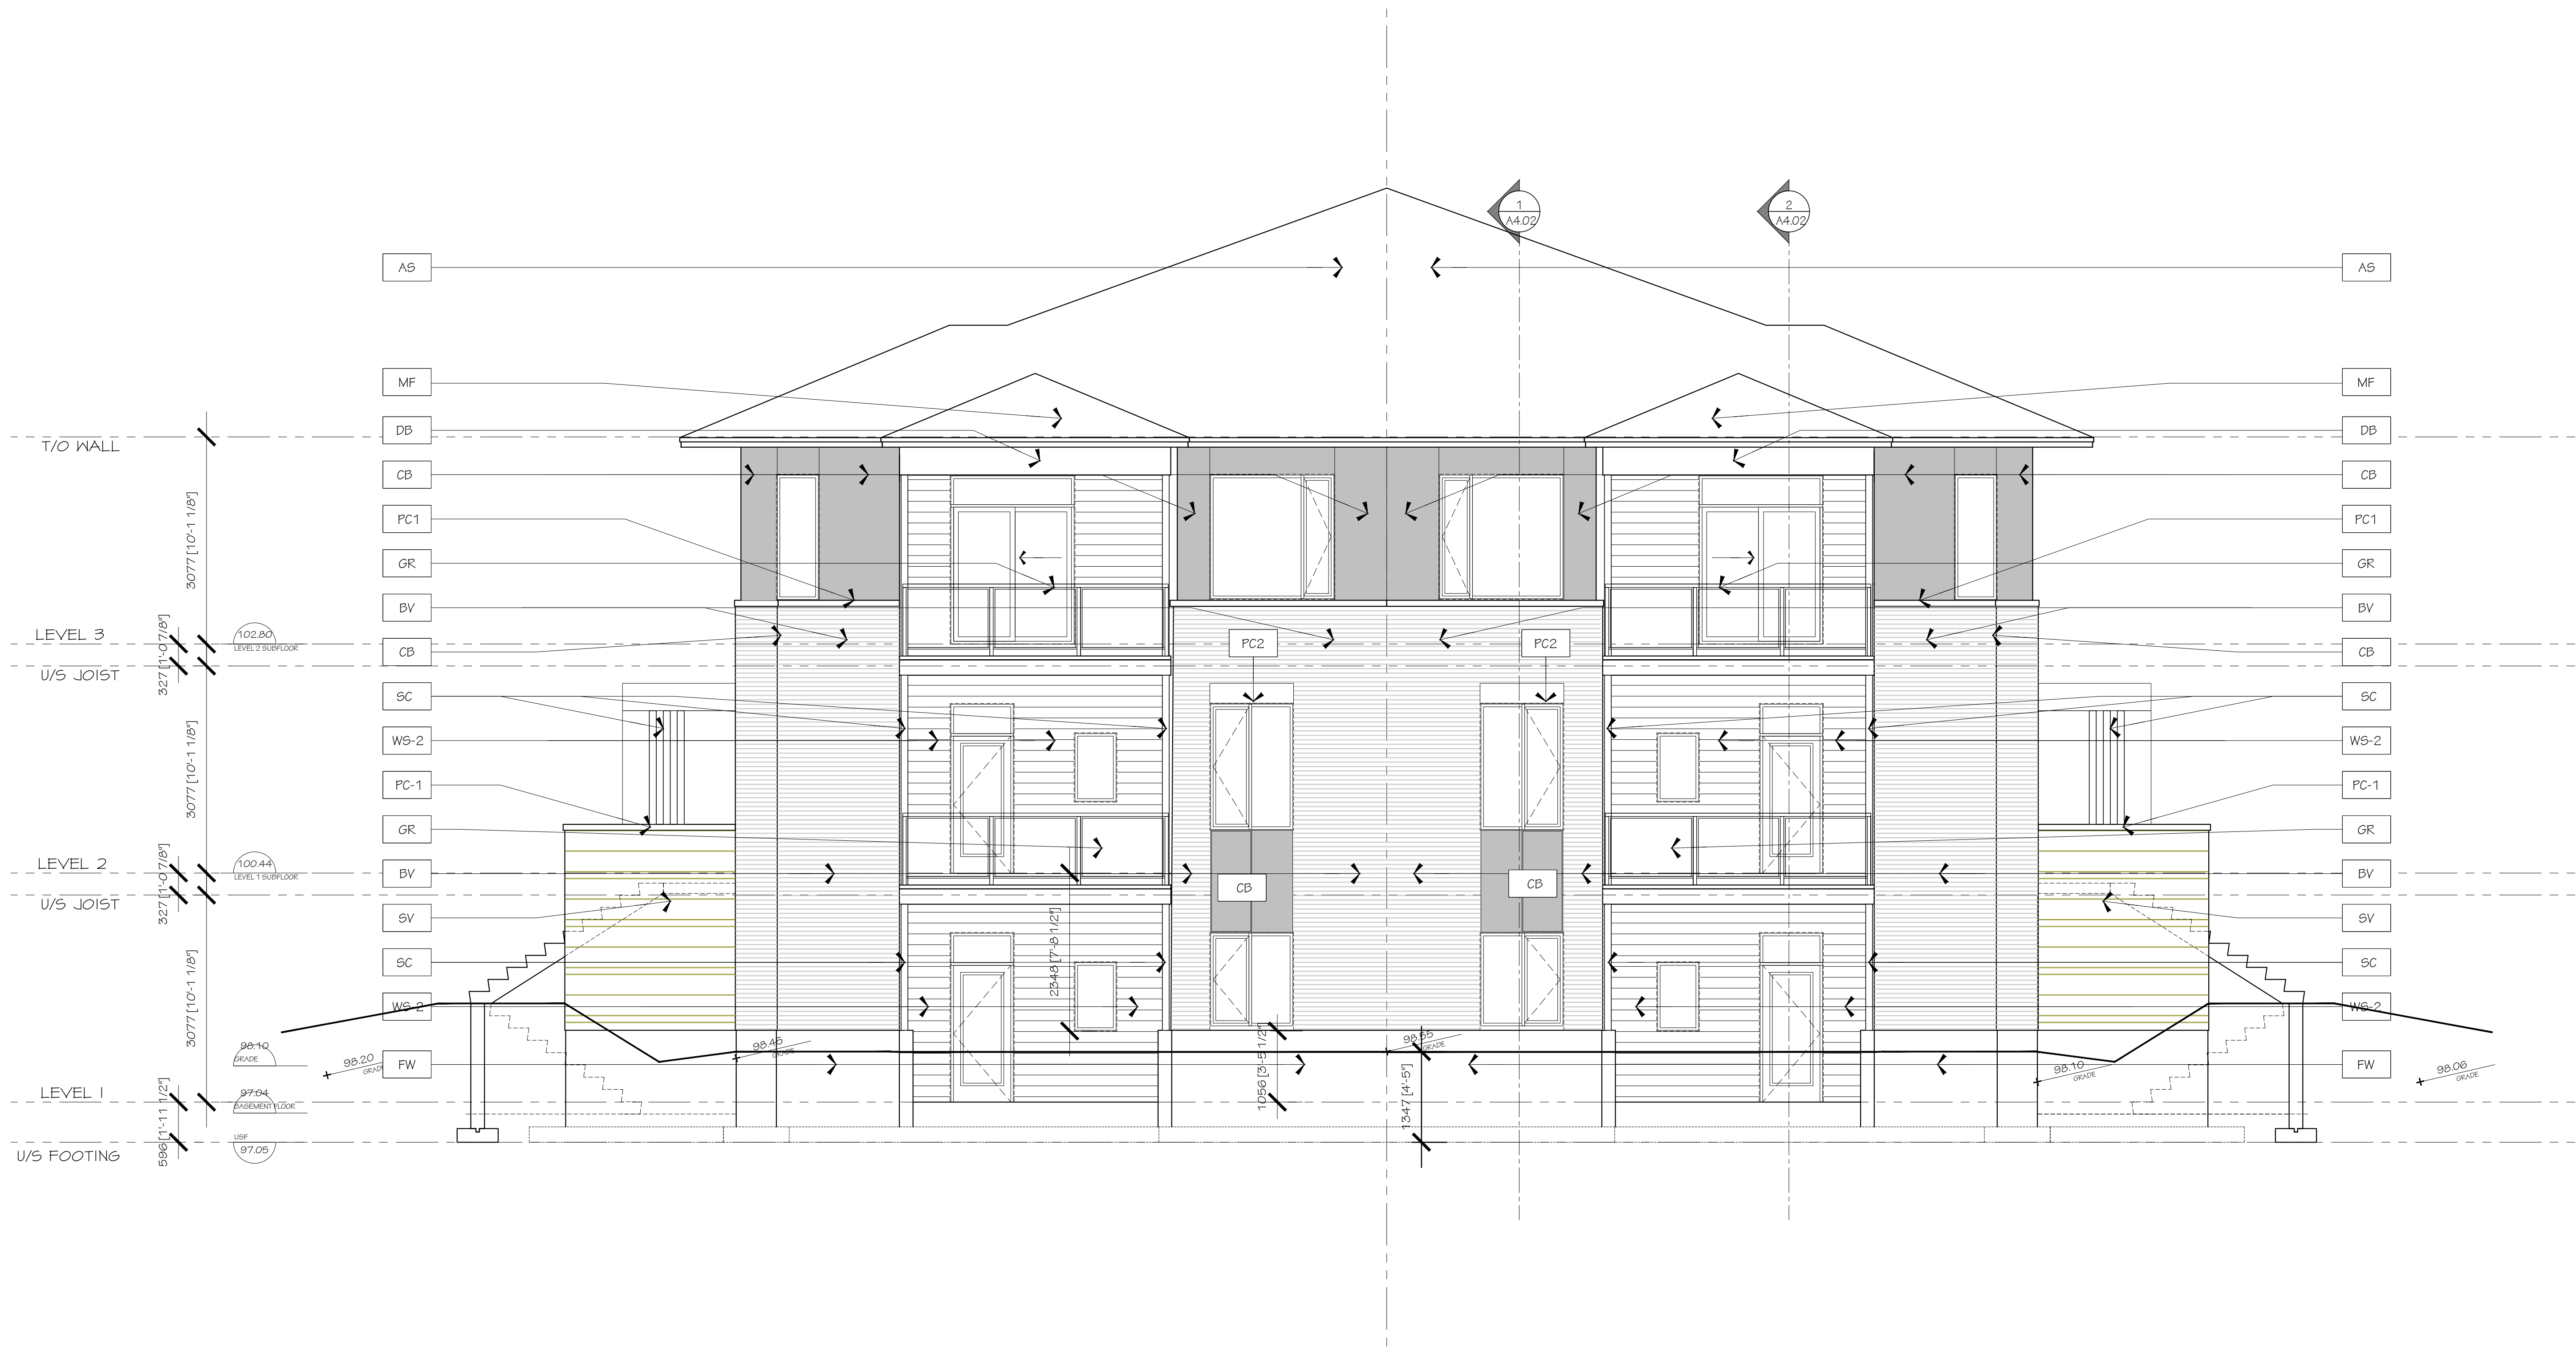 1
A4.02
2
A4.02
AS
AS
MF
MF
DB
DB
T/O WALL
CB
CB
PC1
PC1
3077 [10'-1 1/8"]
GR
GR
BV
BV
LEVEL 3
102.80
LEVEL 2 SUBFLOOR
PC2
PC2
CB
CB
327 [1'-0 7/8"]
U/S JOIST
SC
SC
WS-2
WS-2
3077 [10'-1 1/8"]
PC-1
PC-1
GR
GR
LEVEL 2
100.44
LEVEL 1 SUBFLOOR
BV
BV
CB
CB
327 [1'-0 7/8"]
U/S JOIST
SV
SV
2348 [7'-8 1/2"]
SC
SC
3077 [10'-1 1/8"]
WS-2
WS-2
98.10
GRADE
98.20
GRADE
98.45
GRADE
98.55
GRADE
98.10
GRADE
98.06
GRADE
FW
FW
1056 [3'-5 1/2"]
1347 [4'-5"]
LEVEL 1
97.04
BASEMENT FLOOR
596 [1'-11 1/2"]
USF
97.05
U/S FOOTING